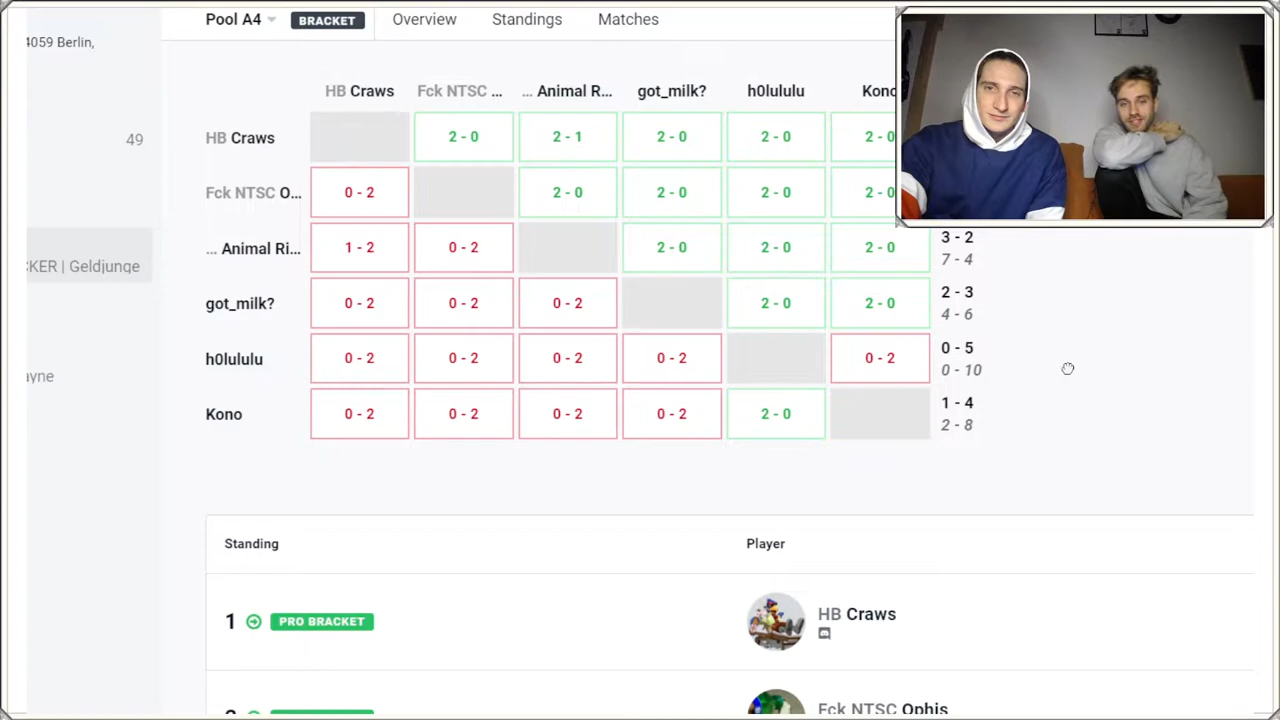 Pool A4 BRACKET Overview Standings Matches
4059 Berlin,
HB Craws Fck NTSC ... ... Animal R... got_milk? h0lululu Kono
49
HB Craws 2 - 0 2 - 1 2 - 0 2 - 0 2 - 0
Fck NTSC O... 0 - 2 2 - 0 2 - 0 2 - 0 2 - 0
... Animal Ri... 1 - 2 0 - 2 2 - 0 2 - 0 2 - 0 3 - 2
7 - 4
CKER | Geldjunge
got_milk? 0 - 2 0 - 2 0 - 2 2 - 0 2 - 0 2 - 3
4 - 6
h0lululu 0 - 2 0 - 2 0 - 2 0 - 2 0 - 2 0 - 5
0 - 10
ayne
Kono 0 - 2 0 - 2 0 - 2 0 - 2 2 - 0 1 - 4
2 - 8
Standing Player
1 PRO BRACKET HB Craws
Fck NTSC Ophis